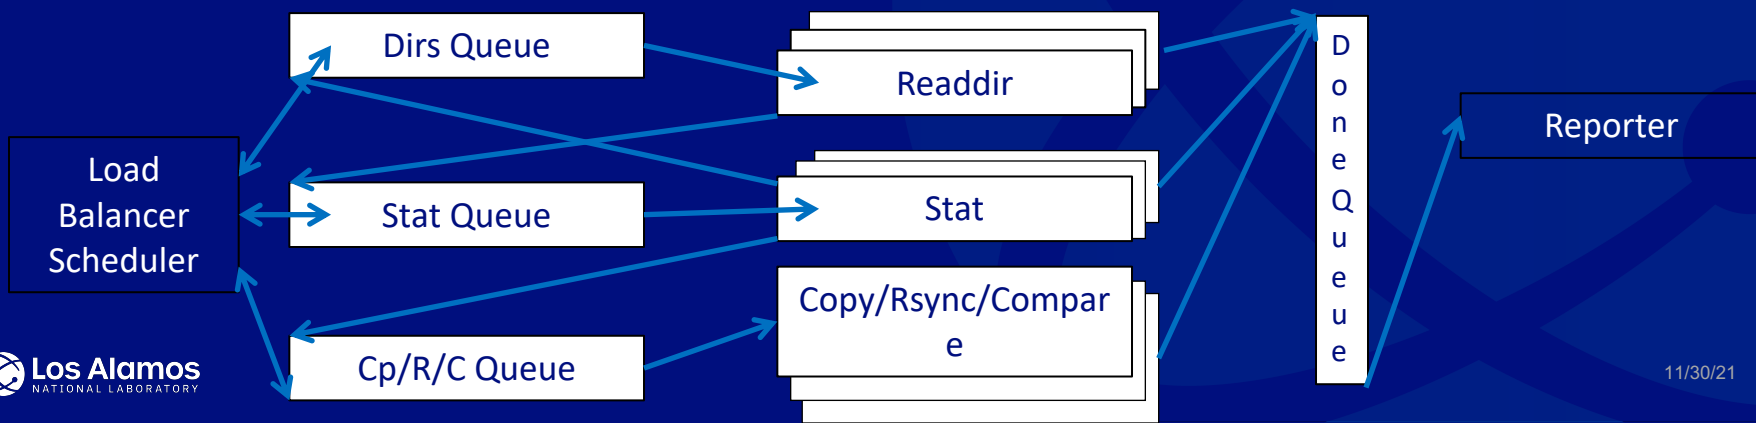 Dirs Queue
Readdir
Load
Balancer
Scheduler
Stat Queue
Stat
Cp/R/C Queue
Copy/Rsync/Compar
e
D
o
n
e
Q
u
e
u
e
Reporter
Los Alamos
NATIONAL LABORATORY
11/30/21